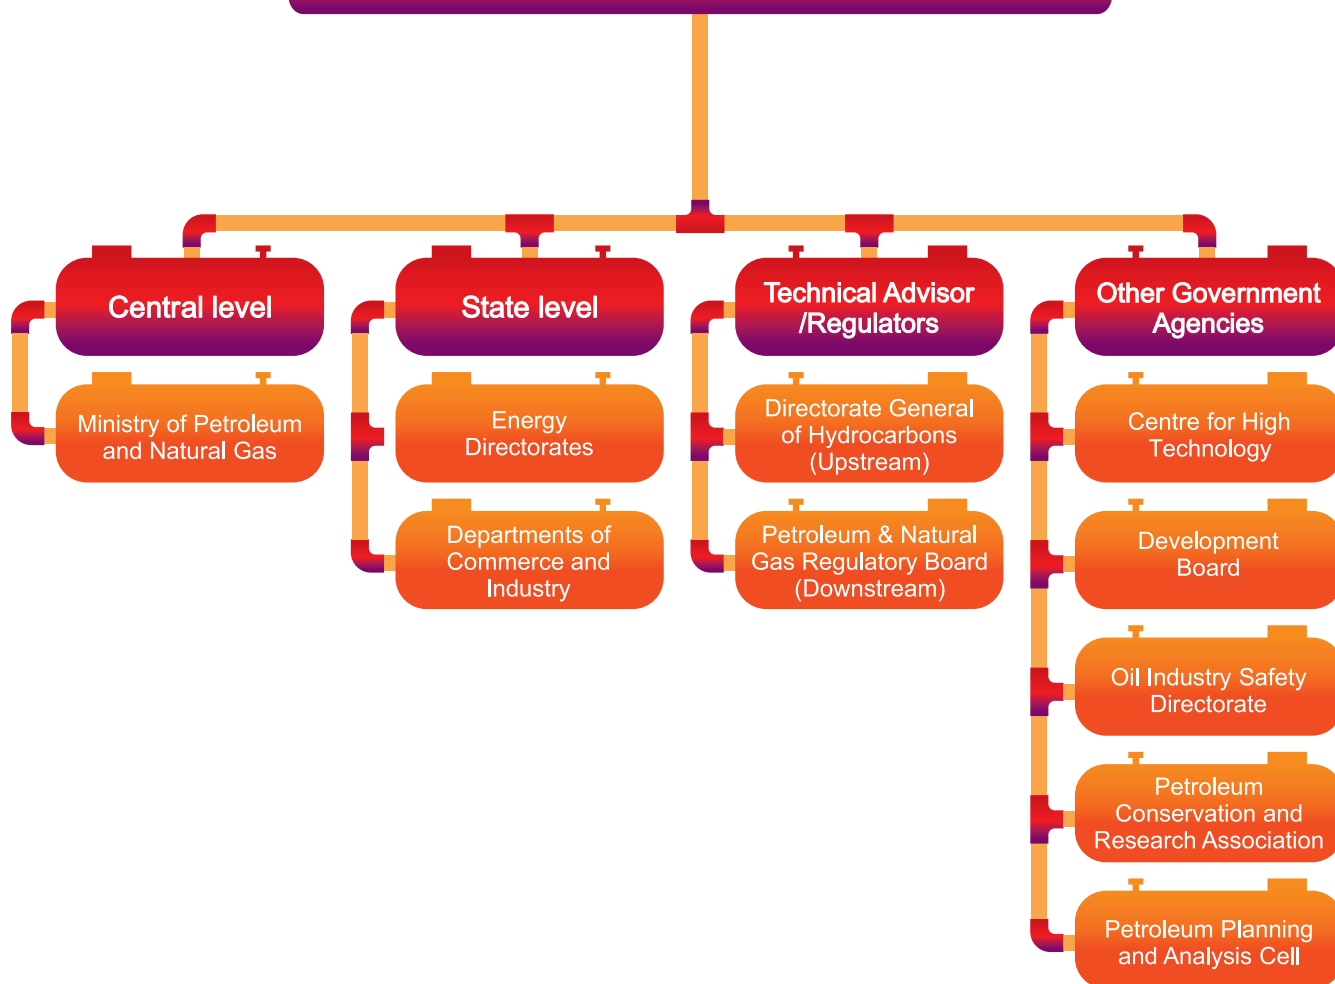 Central level
Ministry of Petroleum
and Natural Gas
State level
Energy
Directorates
Departments of
Commerce and
Industry
Technical Advisor
/Regulators
Directorate General
of Hydrocarbons
(Upstream)
Petroleum & Natural
Gas Regulatory Board
(Downstream)
Other Government
Agencies
Centre for High
Technology
Development
Board
Oil Industry Safety
Directorate
Petroleum
Conservation and
Research Association
Petroleum Planning
and Analysis Cell